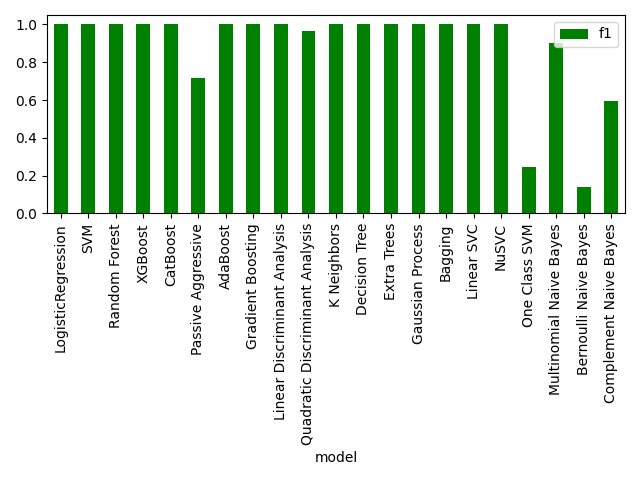 1.0
0.8
0.6
0.4
0.2
0.0
f1
LogisticRegression
SVM
Random Forest
XGBoost
CatBoost
Passive Aggressive
AdaBoost
Gradient Boosting
Linear Discriminant Analysis
Quadratic Discriminant Analysis
K Neighbors
Decision Tree
Extra Trees
Gaussian Process
Bagging
Linear SVC
NuSVC
One Class SVM
Multinomial Naive Bayes
Bernoulli Naive Bayes
Complement Naive Bayes
model